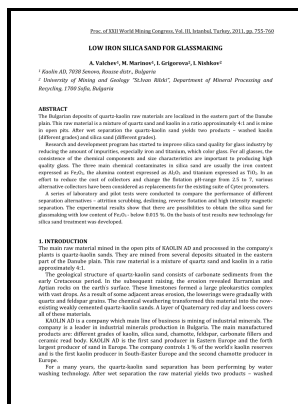 Proc. of XXII World Mining Congress, Vol. III, Istanbul, Turkey, 2011, pp. 755-760
LOW IRON SILICA SAND FOR GLASSMAKING
A. Valchev¹, M. Marinov¹, I. Grigorova², I. Nishkov²
¹ Kaolin AD, 7038 Senovo, Rousse distr., Bulgaria
² University of Mining and Geology "St.Ivan Rilski", Department of Mineral Processing and
Recycling, 1700 Sofia, Bulgaria
ABSTRACT
The Bulgarian deposits of quartz-kaolin raw materials are localized in the eastern part of the Danube
plain. This raw material is a mixture of quartz sand and kaolin in a ratio approximately 4:1 and is mine
in open pits. After wet separation the quartz-kaolin sand yields two products – washed kaolin
(different grades) and silica sand (different grades).
Research and development program has started to improve silica sand quality for glass industry by
reducing the amount of impurities, especially iron and titanium, which color glass. For all glasses, the
consistence of the chemical components and size characteristics are important to producing high
quality glass. The three main chemical contaminates in silica sand are usually the iron content
expressed as Fe₂O₃, the alumina content expressed as Al₂O₃ and titanium expressed as TiO₂. In an
effort to reduce the cost of collectors and change the flotation pH-range from 2.5 to 7, various
alternative collectors have been considered as replacements for the existing suite of Cytec promoters.
A series of laboratory and pilot tests were conducted to compare the performance of different
separation alternatives – attrition scrubbing, desliming, reverse flotation and high intensity magnetic
separation. The experimental results show that there are possibilities to obtain the silica sand for
glassmaking with low content of Fe₂O₃ - below 0.015 %. On the basis of test results new technology for
silica sand treatment was developed.
1. INTRODUCTION
The main raw material mined in the open pits of KAOLIN AD and processed in the company's
plants is quartz-kaolin sands. They are mined from several deposits situated in the eastern
part of the Danube plain. This raw material is a mixture of quartz sand and kaolin in a ratio
approximately 4:1.
The geological structure of quartz-kaolin sand consists of carbonate sediments from the
early Cretaceous period. In the subsequent raising, the erosion revealed Barremian and
Aptian rocks on the earth's surface. These limestones formed a large plesiokarstic complex
with vast drops. As a result of some adjacent areas erosion, the lowerings were gradually with
quartz and feldspar grains. The chemical weathering transformed this material into the now-
existing weakly cemented quartz-kaolin sand. A layer of Quaternary red clay and loess covers
all of these materials.
KAOLIN AD is a company which main line of business is mining of industrial minerals. The
company is a leader in industrial minerals production in Bulgaria. The main manufactured
products are: different grades of kaolin, silica sand, chamotte, feldspar, carbonate fillers and
ceramic read body. KAOLIN AD is the first sand producer in Eastern Europe and the forth
largest producer of sand in Europe. The company controls 1 % of the world's kaolin reserves
and is the first kaolin producer in South-Easter Europe and the second chamotte producer in
Europe.
For a many years, the quartz-kaolin sand separation has been performing by water
washing technology. After wet separation the raw material yields two products – washed